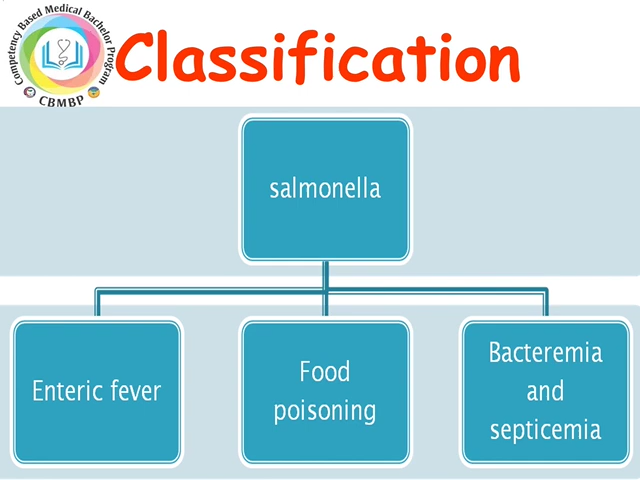 Competency Based Medical Bachelor Program
CBMBP
Classification
salmonella
Enteric fever
Food
poisoning
Bacteremia
and
septicemia